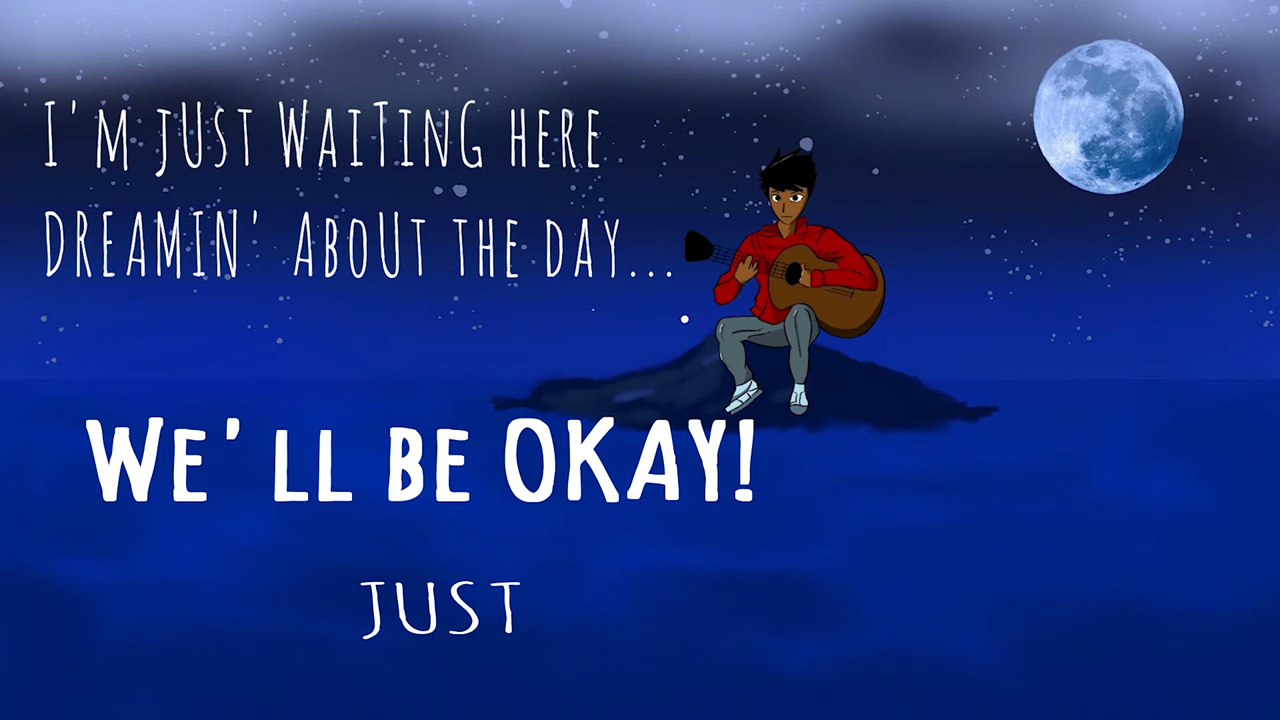 I'M JUST WAITING HERE
DREAMIN' ABOUT THE DAY...
WE'LL BE OKAY!
JUST